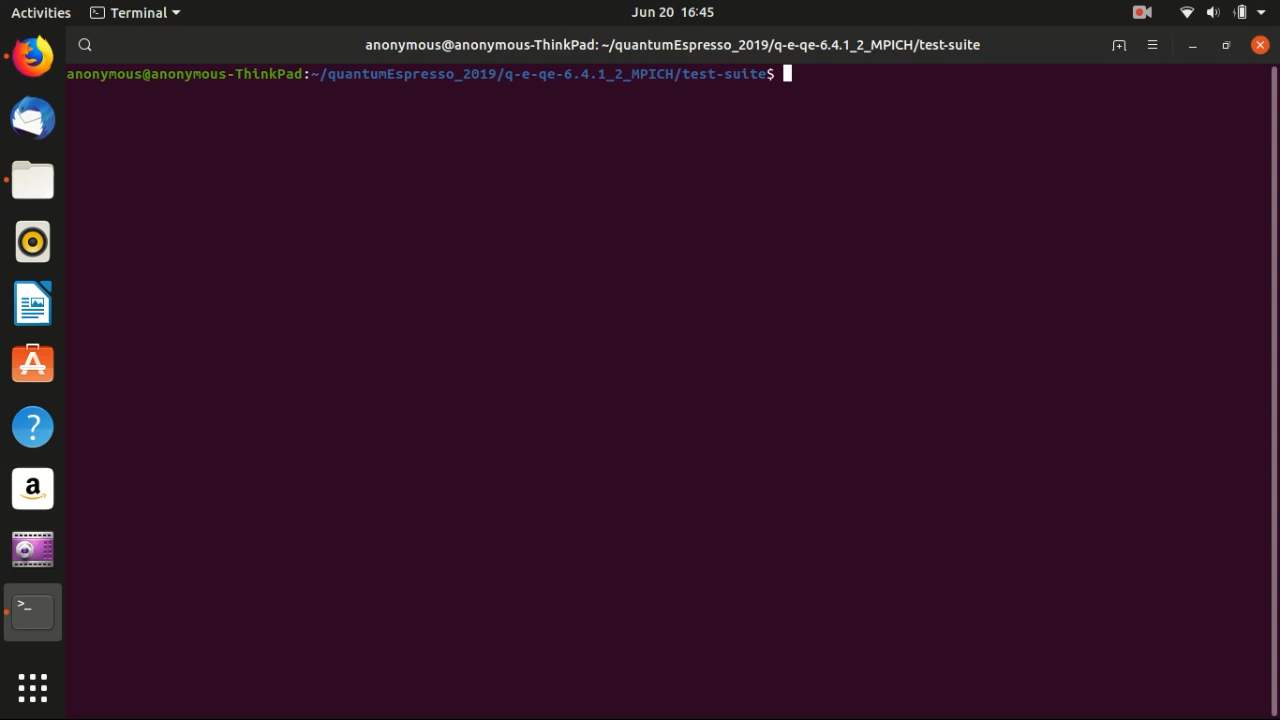 Activities Terminal Jun 20 16:45
anonymous@anonymous-ThinkPad: ~/quantumEspresso_2019/q-e-qe-6.4.1_2_MPICH/test-suite
anonymous@anonymous-ThinkPad:~/quantumEspresso_2019/q-e-qe-6.4.1_2_MPICH/test-suite$